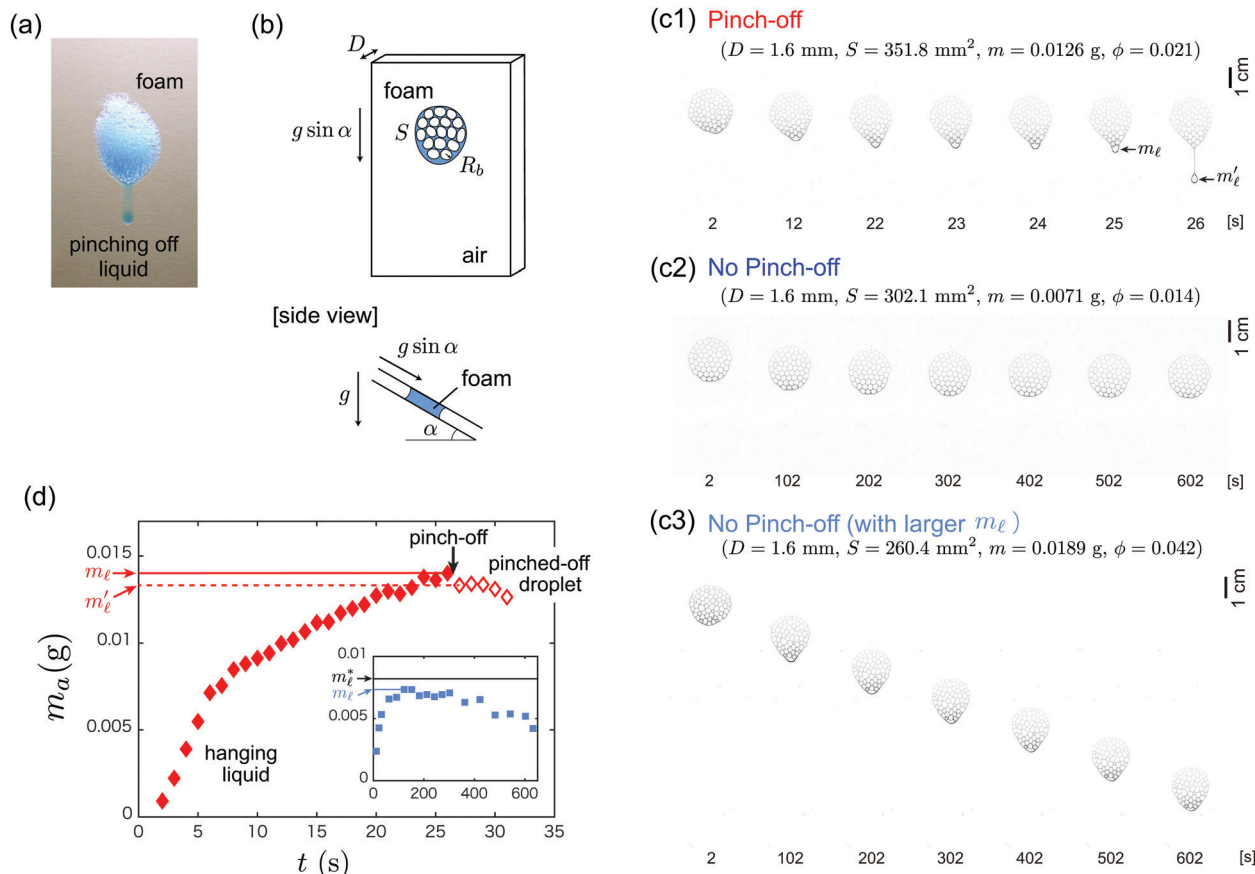 (a)
foam
pinching off
liquid
(b)
D
foam
S
R_b
g sin α
air
[side view]
g sin α
foam
g
α
(c1) Pinch-off
(D = 1.6 mm, S = 351.8 mm², m = 0.0126 g, ϕ = 0.021)
1 cm
m_ℓ
m′_ℓ
2 12 22 23 24 25 26 [s]
(c2) No Pinch-off
(D = 1.6 mm, S = 302.1 mm², m = 0.0071 g, ϕ = 0.014)
1 cm
2 102 202 302 402 502 602 [s]
(c3) No Pinch-off (with larger m_ℓ)
(D = 1.6 mm, S = 260.4 mm², m = 0.0189 g, ϕ = 0.042)
1 cm
2 102 202 302 402 502 602 [s]
(d)
pinch-off
pinched-off
droplet
hanging
liquid
m_ℓ
m′_ℓ
0.015
0.01
0.005
0
m_a(g)
0 5 10 15 20 25 30 35
t (s)
0.01
m*_ℓ
m_ℓ
0.005
0
0 200 400 600